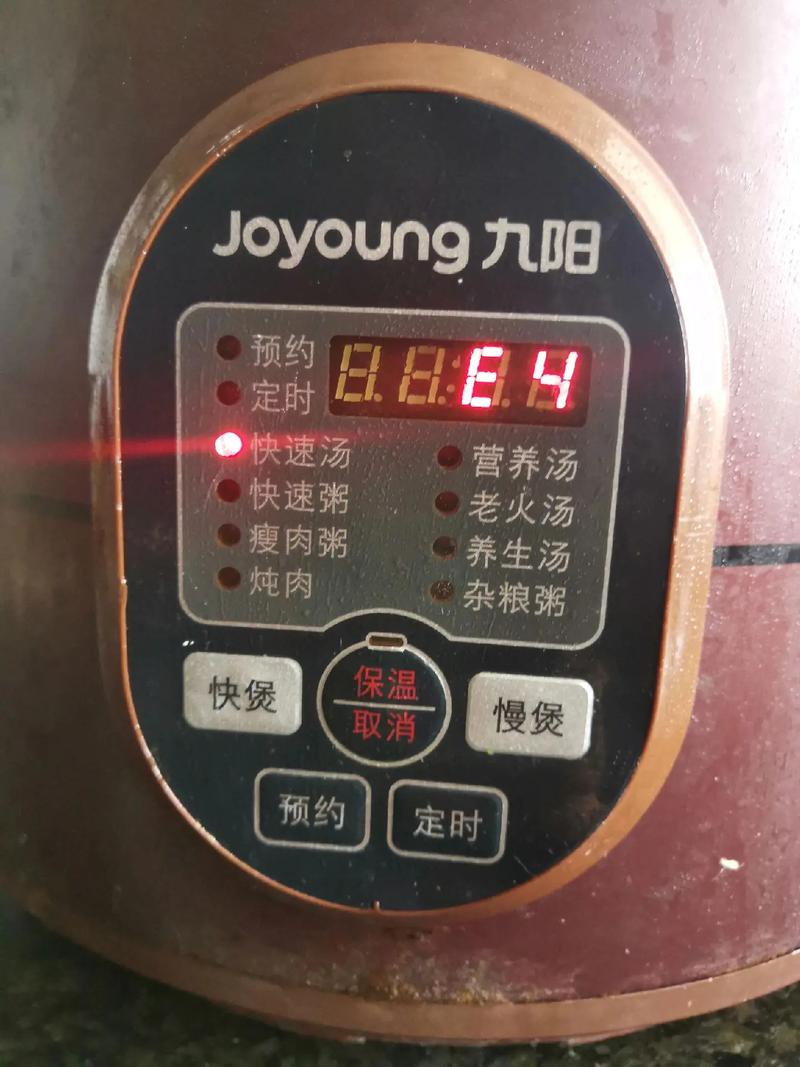 Joyoung 九阳
预约
E4
定时
快速汤
营养汤
快速粥
老火汤
瘦肉粥
养生汤
炖肉
杂粮粥
快煲
保温
取消
慢煲
预约
定时